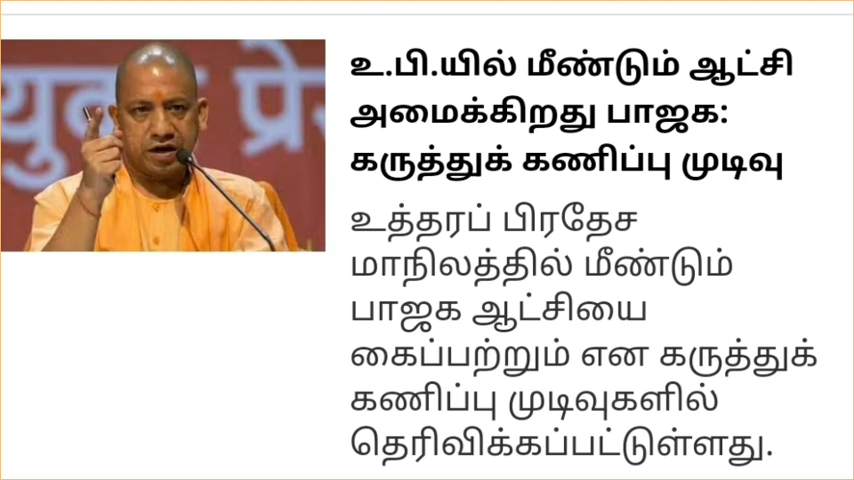 युवा प्रे
உ.பி.யில் மீண்டும் ஆட்சி
அமைக்கிறது பாஜக:
கருத்துக் கணிப்பு முடிவு
உத்தரப் பிரதேச
மாநிலத்தில் மீண்டும்
பாஜக ஆட்சியை
கைப்பற்றும் என கருத்துக்
கணிப்பு முடிவுகளில்
தெரிவிக்கப்பட்டுள்ளது.